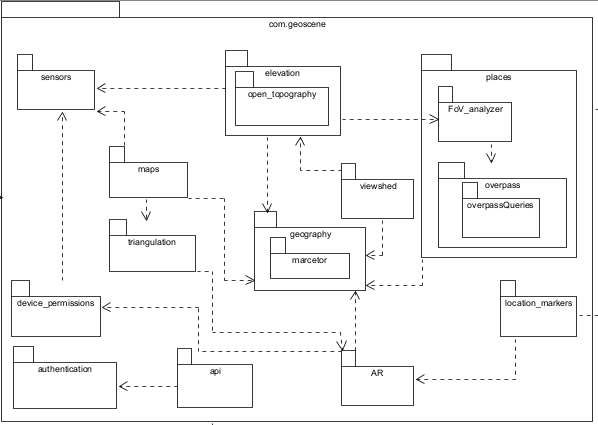 com.geoscene
sensors
elevation
open_topography
places
FoV_analyzer
maps
viewshed
overpass
overpassQueries
triangulation
geography
marcetor
device_permissions
location_markers
authentication
api
AR